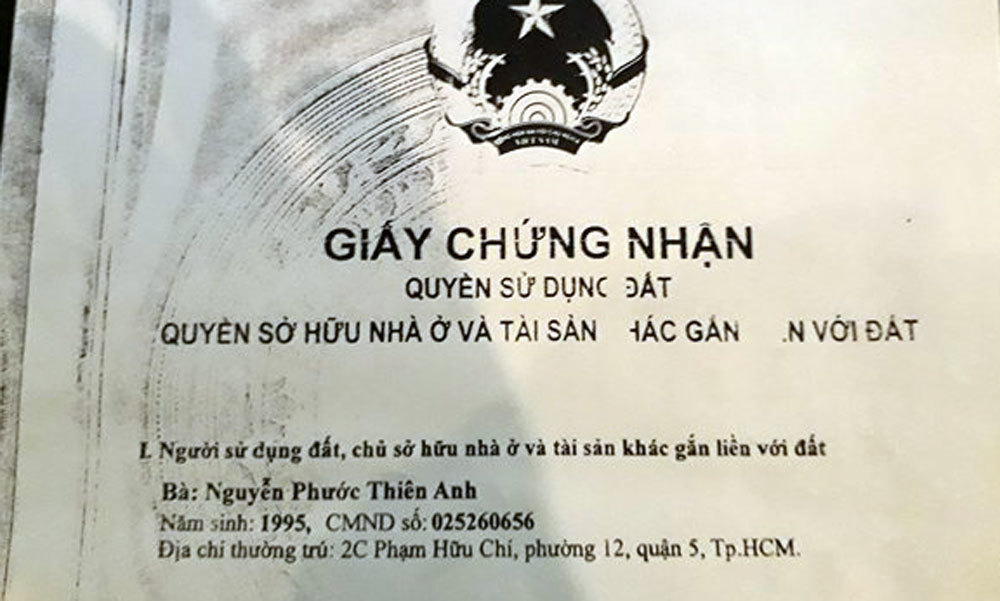 GIẤY CHỨNG NHẬN
QUYỀN SỬ DỤNG ĐẤT
QUYỀN SỞ HỮU NHÀ Ở VÀ TÀI SẢN HÁC GẮN N VỚI ĐẤT
I. Người sử dụng đất, chủ sở hữu nhà ở và tài sản khác gắn liền với đất
Bà: Nguyễn Phước Thiên Anh
Năm sinh: 1995, CMND số: 025260656
Địa chỉ thường trú: 2C Phạm Hữu Chí, phường 12, quận 5, Tp.HCM.